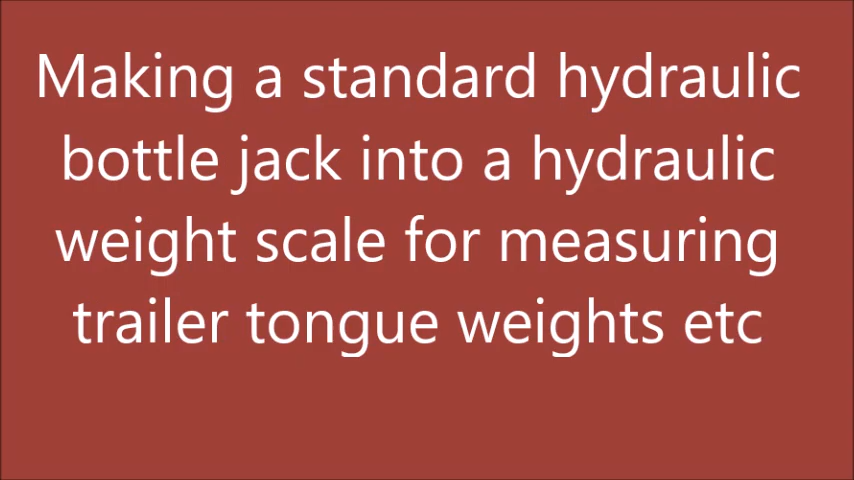 Making a standard hydraulic
bottle jack into a hydraulic
weight scale for measuring
trailer tongue weights etc